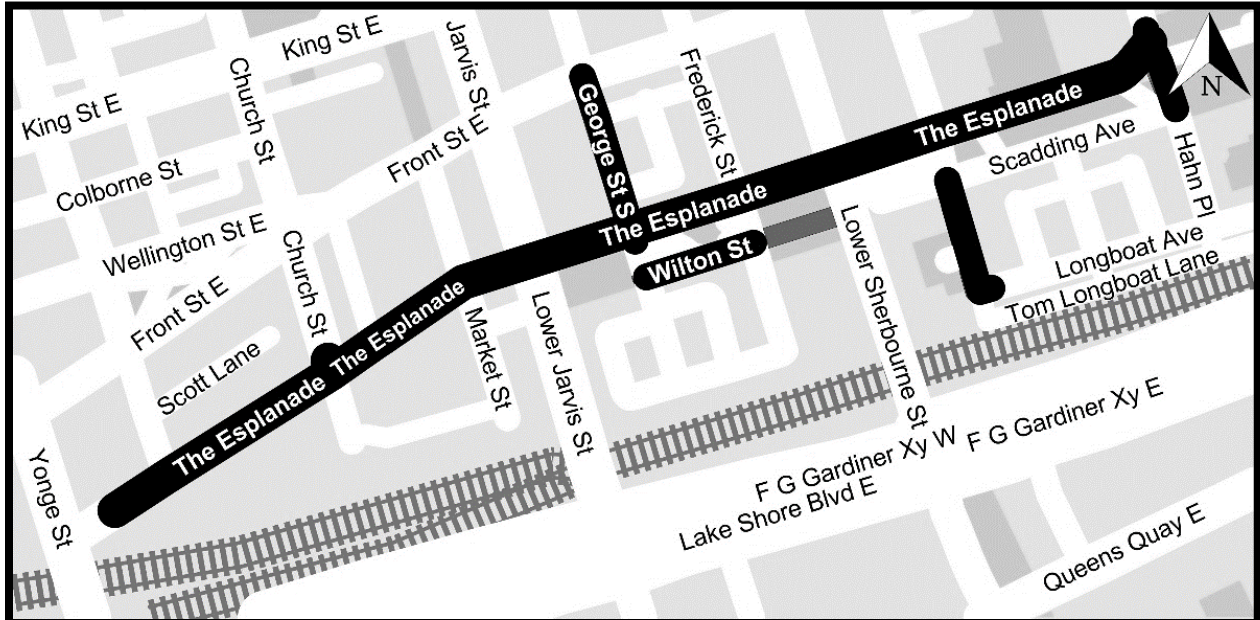 King St E
King St E
Church St
Jarvis St
Frederick St
George St S
The Esplanade
N
Colborne St
Front St E
Scadding Ave
Hahn Pl
Wellington St E
Church St
The Esplanade
Wilton St
Lower Sherbourne St
Longboat Ave
Tom Longboat Lane
Front St E
Scott Lane
The Esplanade
Market St
Lower Jarvis St
The Esplanade
Yonge St
F G Gardiner Xy W
F G Gardiner Xy E
Lake Shore Blvd E
Queens Quay E